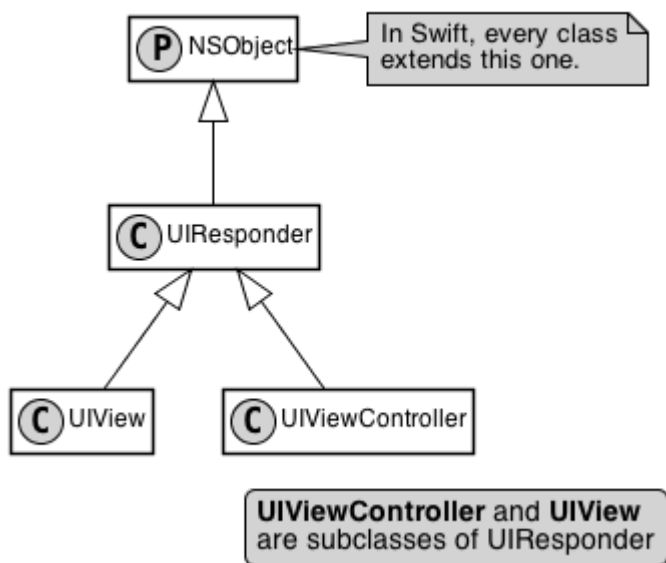 P NSObject
In Swift, every class
extends this one.
C UIResponder
C UIView
C UIViewController
UIViewController and UIView
are subclasses of UIResponder